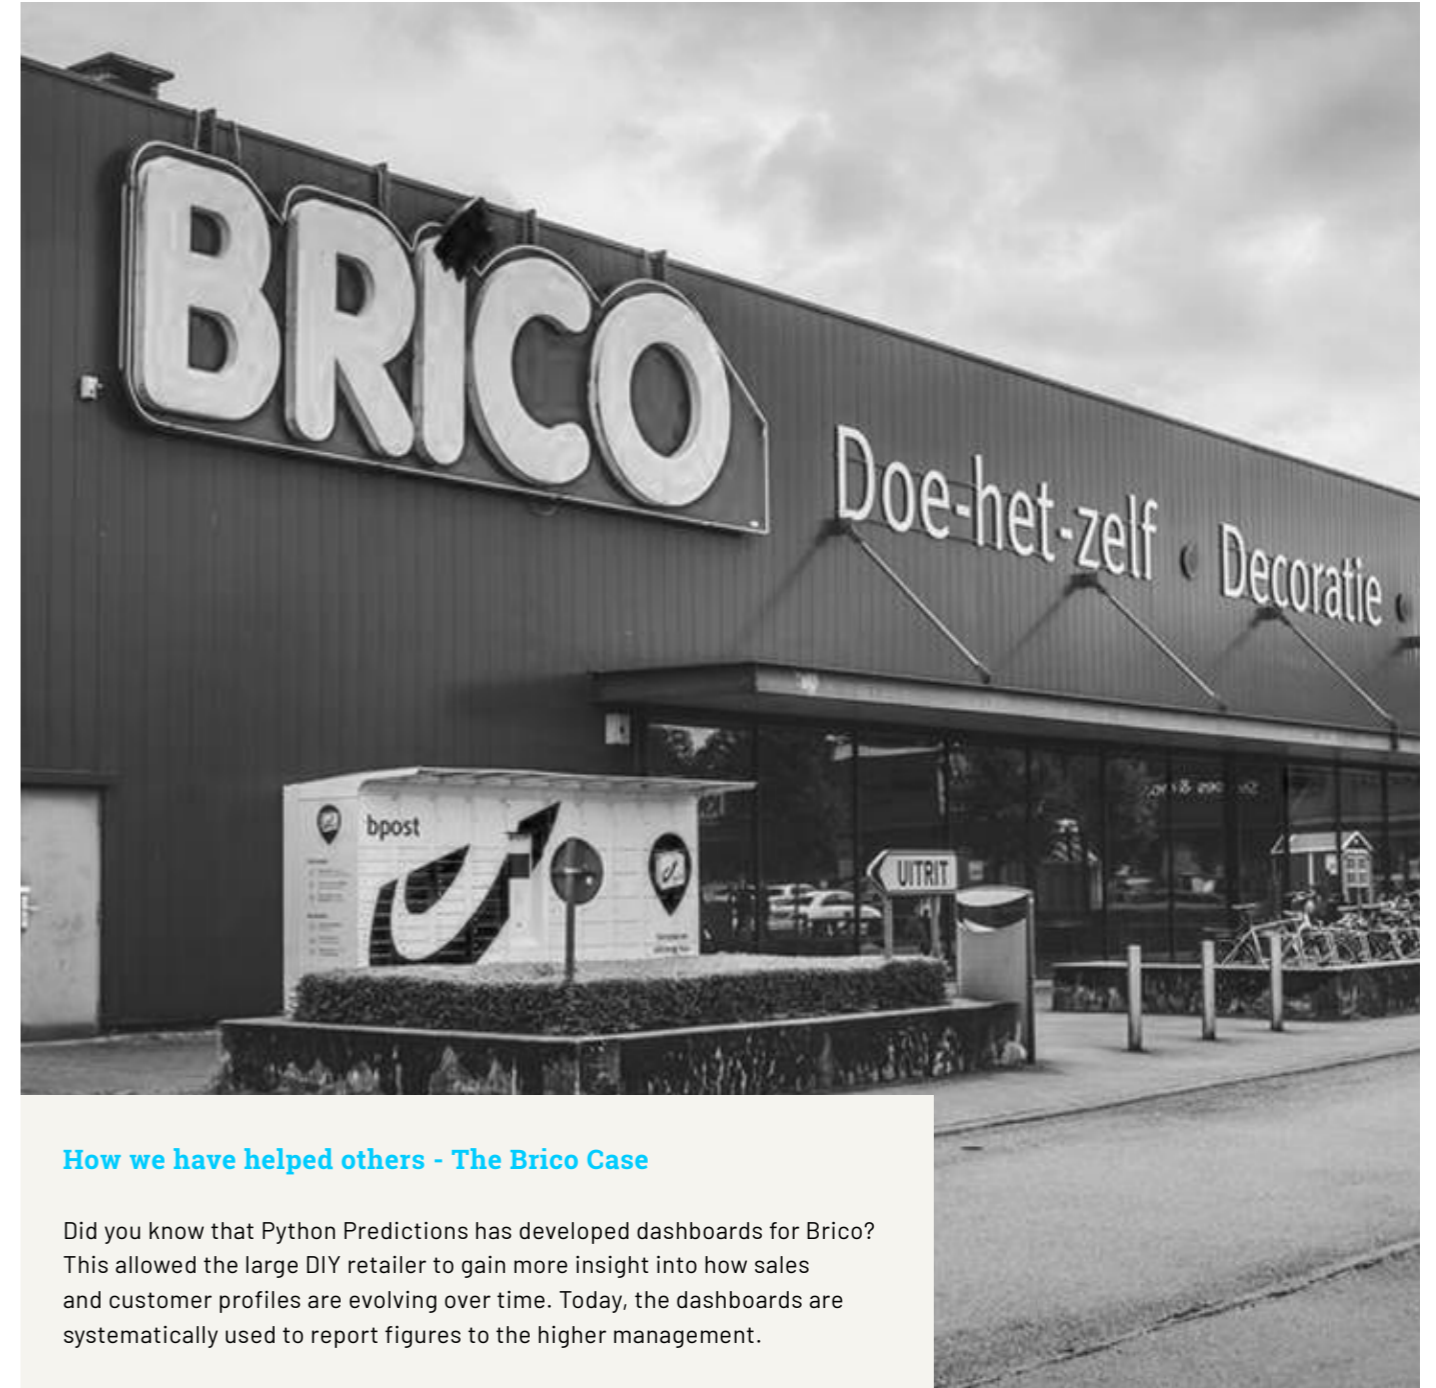 BRICO
Doe-het-zelf • Decoratie •
bpost
UITRIT
How we have helped others - The Brico Case
Did you know that Python Predictions has developed dashboards for Brico?
This allowed the large DIY retailer to gain more insight into how sales
and customer profiles are evolving over time. Today, the dashboards are
systematically used to report figures to the higher management.